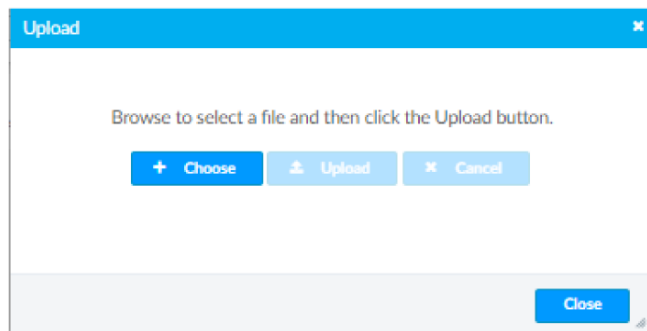 Upload
Browse to select a file and then click the Upload button.
Choose Upload Cancel
Close